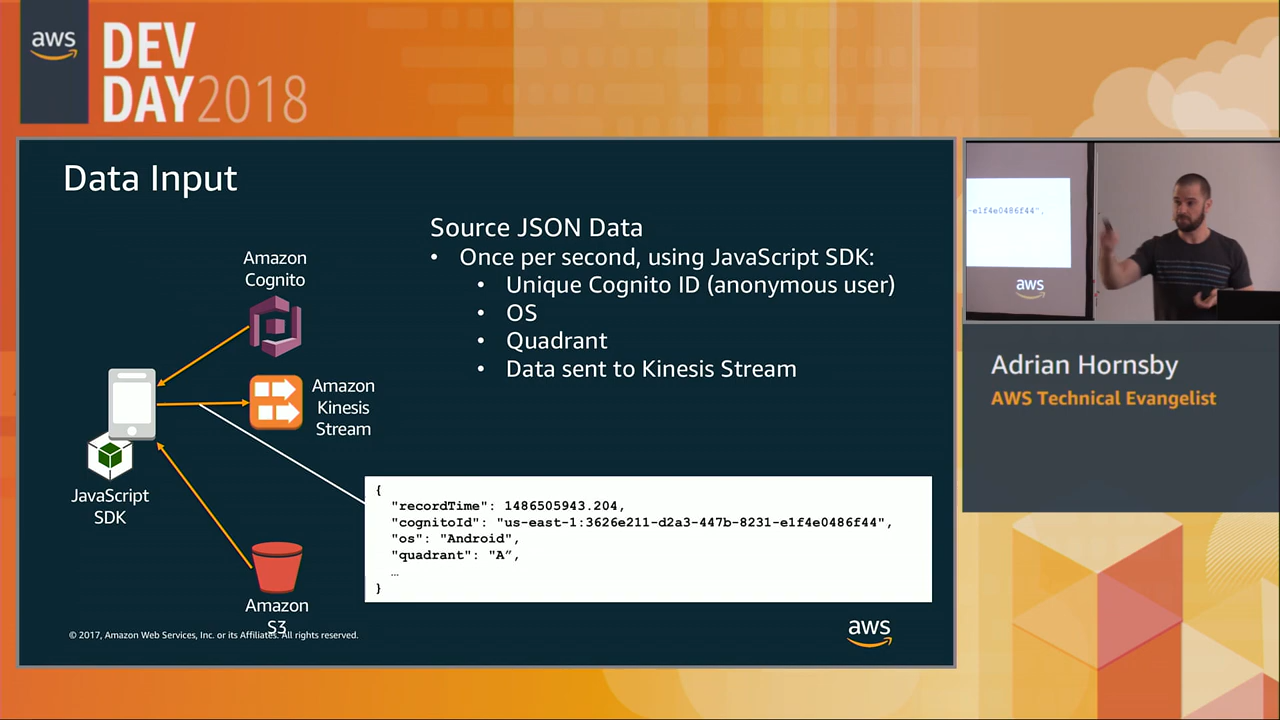 aws
DEV
DAY2018
Data Input
Source JSON Data
• Once per second, using JavaScript SDK:
• Unique Cognito ID (anonymous user)
• OS
• Quadrant
• Data sent to Kinesis Stream
Amazon
Cognito
Amazon
Kinesis
Stream
JavaScript
SDK
Amazon
S3
{
"recordTime": 1486505943.204,
"cognitoId": "us-east-1:3626e211-d2a3-447b-8231-e1f4e0486f44",
"os": "Android",
"quadrant": "A”,
…
}
© 2017, Amazon Web Services, Inc. or its Affiliates. All rights reserved.
aws
-e1f4e0486f44",
aws
Adrian Hornsby
AWS Technical Evangelist